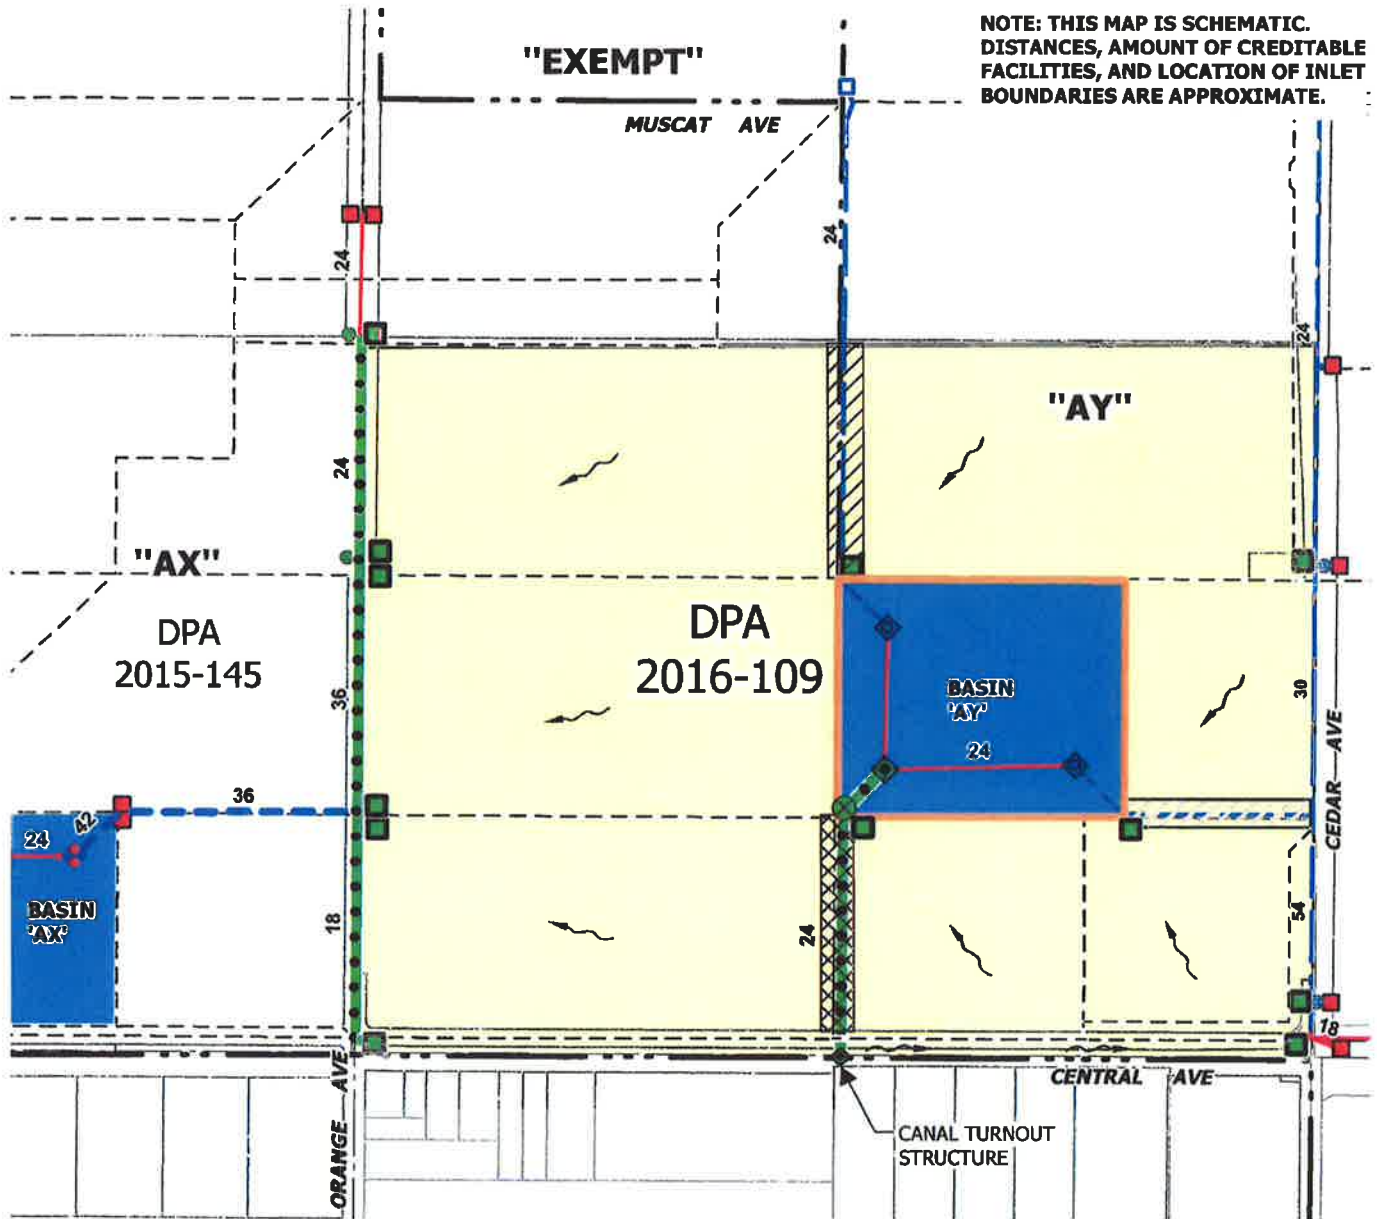 NOTE: THIS MAP IS SCHEMATIC.
DISTANCES, AMOUNT OF CREDITABLE
FACILITIES, AND LOCATION OF INLET
BOUNDARIES ARE APPROXIMATE.
"EXEMPT"
MUSCAT AVE
24
24
24
"AY"
24
"AX"
DPA
2015-145
DPA
2016-109
36
BASIN
'AY'
24
30
CEDAR AVE
36
42
24
BASIN
'AX'
18
24
54
18
ORANGE AVE
CENTRAL AVE
CANAL TURNOUT
STRUCTURE